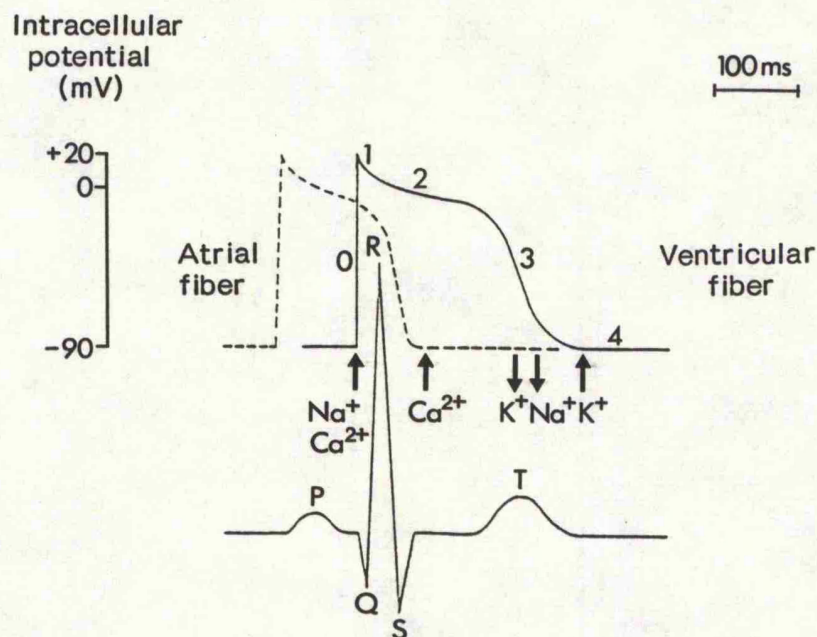 Intracellular
potential
(mV)
100 ms
+20
0
-90
1
2
3
4
0
R
Atrial
fiber
Ventricular
fiber
Na⁺
Ca²⁺
Ca²⁺
K⁺ Na⁺ K⁺
P
T
Q
S